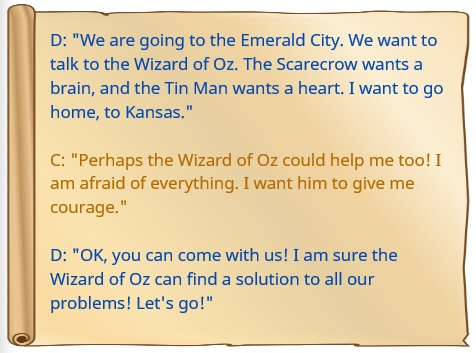 D: "We are going to the Emerald City. We want to
talk to the Wizard of Oz. The Scarecrow wants a
brain, and the Tin Man wants a heart. I want to go
home, to Kansas."
C: "Perhaps the Wizard of Oz could help me too! I
am afraid of everything. I want him to give me
courage."
D: "OK, you can come with us! I am sure the
Wizard of Oz can find a solution to all our
problems! Let's go!"